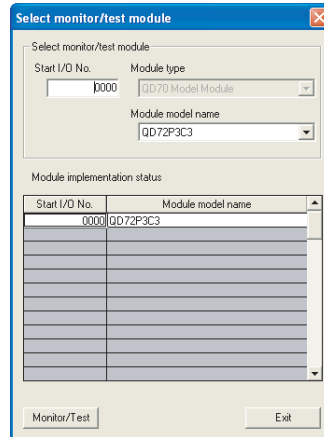 Select monitor/test module
Select monitor/test module
Start I/O No.
Module type
0000
QD70 Model Module
Module model name
QD72P3C3
Module implementation status
Start I/O No.
Module model name
0000
QD72P3C3
Monitor/Test
Exit